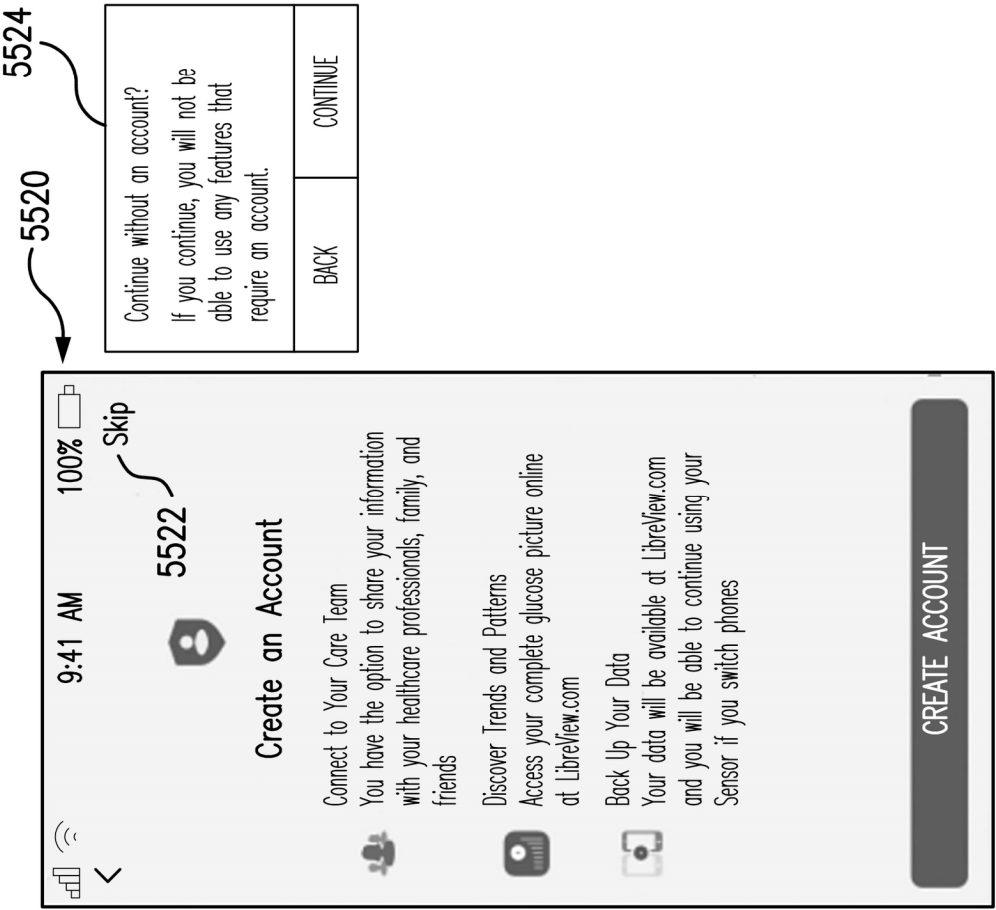 5520
9:41 AM
100%
Skip
5522
Create an Account
Connect to Your Care Team
You have the option to share your information
with your healthcare professionals, family, and
friends
Discover Trends and Patterns
Access your complete glucose picture online
at LibreView.com
Back Up Your Data
Your data will be available at LibreView.com
and you will be able to continue using your
Sensor if you switch phones
CREATE ACCOUNT
5524
Continue without an account?
If you continue, you will not be
able to use any features that
require an account.
BACK
CONTINUE